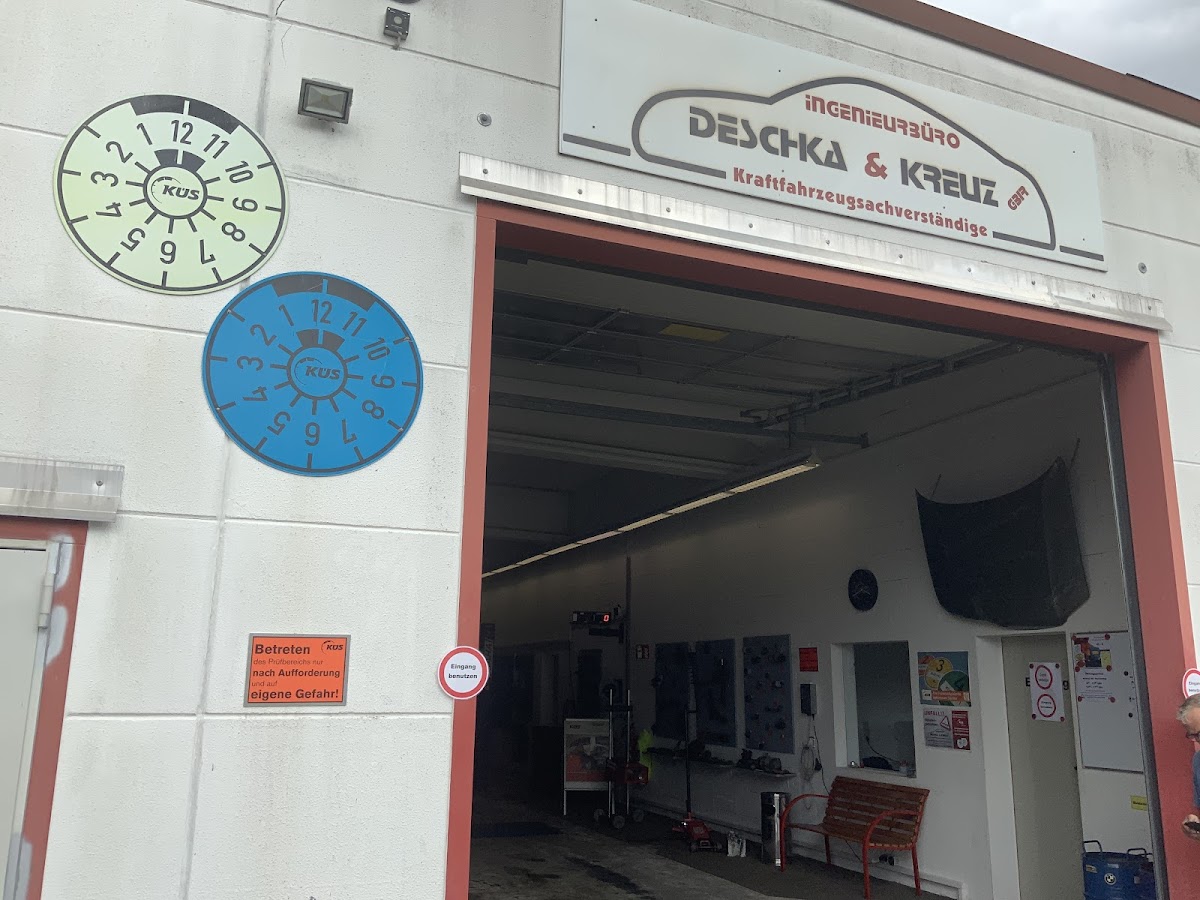 INGENIEURBÜRO
DESCHKA & KREUZ GBR
Kraftfahrzeugsachverständige
1 12 11
2 10
3 9
4 8
5 6 7
KÜS
1 12 11
2 10
3 9
4 8
5 6 7
KÜS
Betreten KÜS
des Prüfbereichs nur
nach Aufforderung
und auf
eigene Gefahr!
Eingang
benutzen
0
3